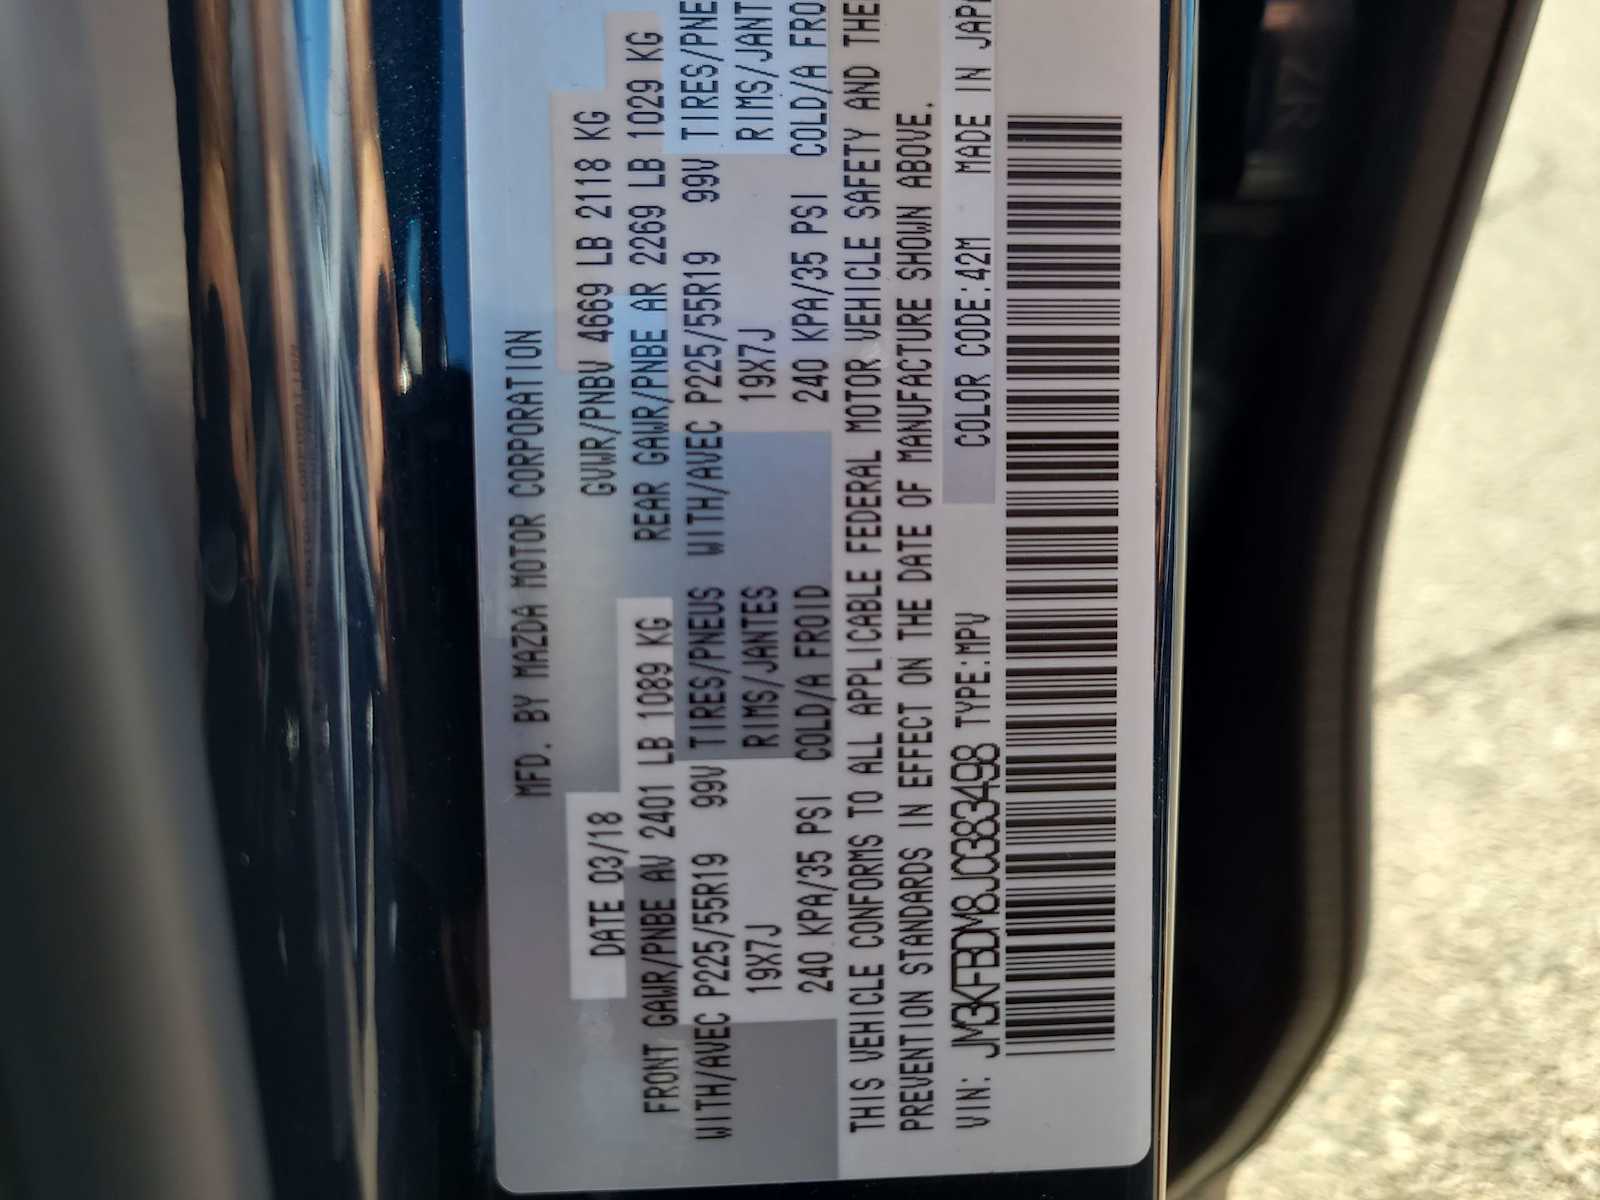 MFD. BY MAZDA MOTOR CORPORATION
DATE 03/18 GVWR/PNBV 4669 LB 2118 KG
FRONT GAWR/PNBE AV 2401 LB 1089 KG REAR GAWR/PNBE AR 2269 LB 1029 KG
WITH/AVEC P225/55R19 99V TIRES/PNEUS WITH/AVEC P225/55R19 99V TIRES/PNE
19X7J RIMS/JANTES 19X7J RIMS/JANT
240 KPA/35 PSI COLD/A FROID 240 KPA/35 PSI COLD/A FROI
THIS VEHICLE CONFORMS TO ALL APPLICABLE FEDERAL MOTOR VEHICLE SAFETY AND THE
PREVENTION STANDARDS IN EFFECT ON THE DATE OF MANUFACTURE SHOWN ABOVE.
VIN: JM3KFBDM8J0383498 TYPE:MPV COLOR CODE:42M MADE IN JAPA